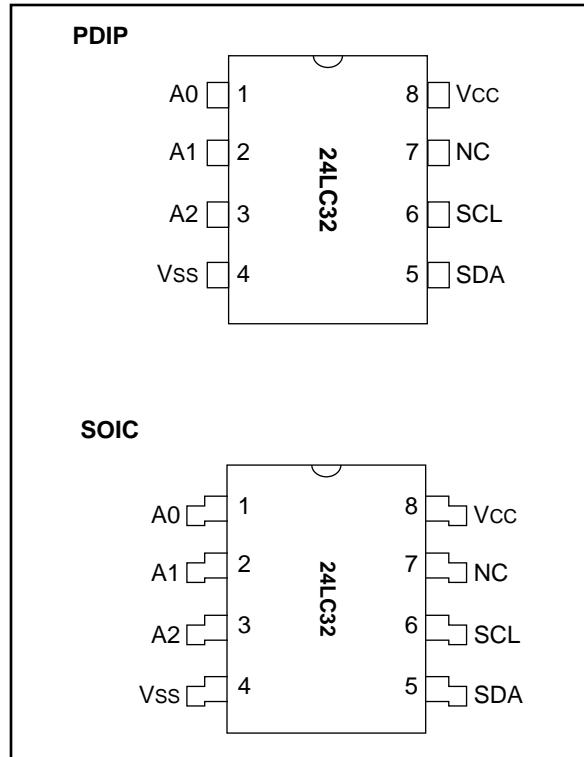 PDIP
A0 1 8 VCC
A1 2 7 NC
A2 3 6 SCL
VSS 4 5 SDA
24LC32
SOIC
A0 1 8 VCC
A1 2 7 NC
A2 3 6 SCL
VSS 4 5 SDA
24LC32